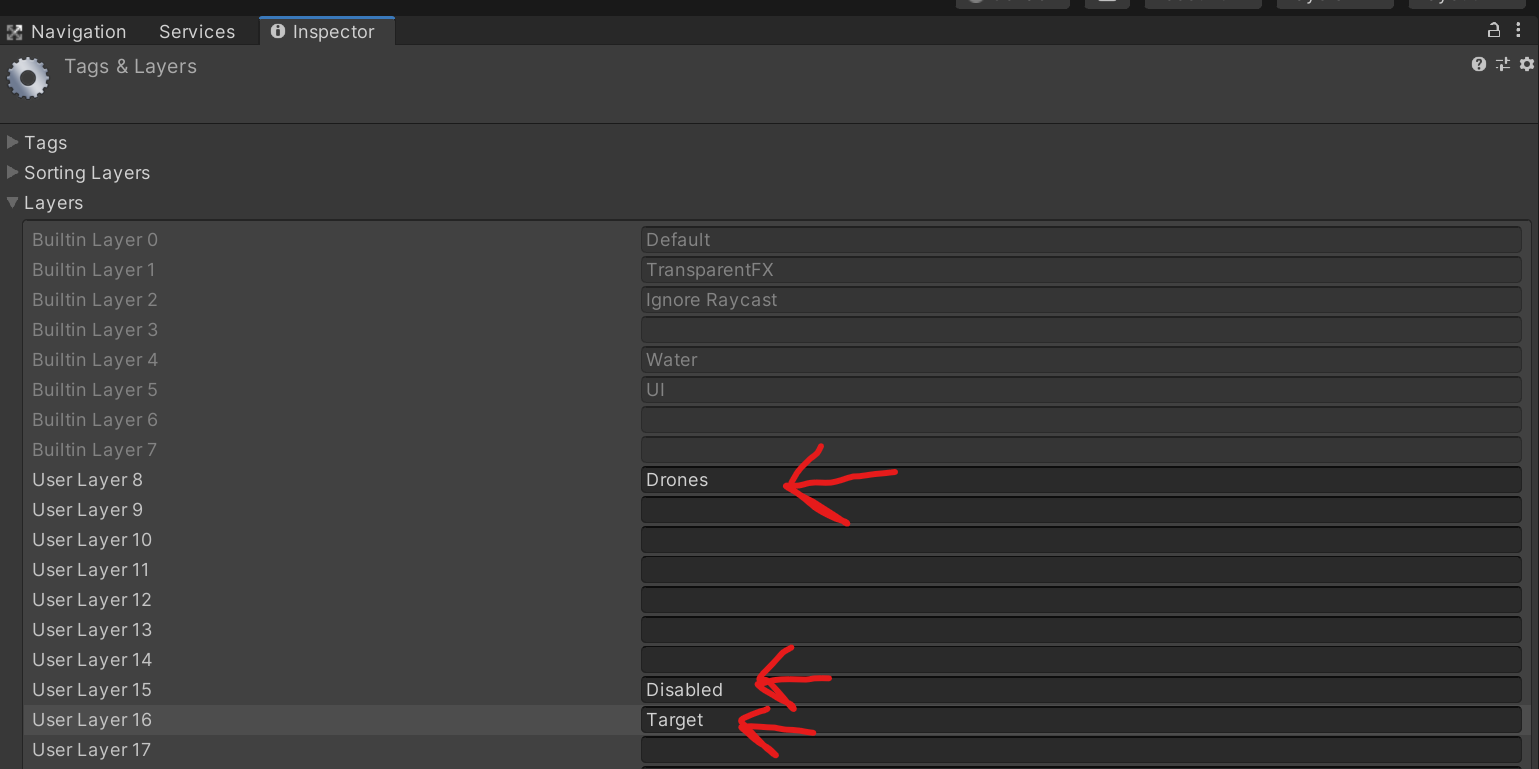 Navigation Services Inspector
Tags & Layers
Tags
Sorting Layers
Layers
Builtin Layer 0 Default
Builtin Layer 1 TransparentFX
Builtin Layer 2 Ignore Raycast
Builtin Layer 3
Builtin Layer 4 Water
Builtin Layer 5 UI
Builtin Layer 6
Builtin Layer 7
User Layer 8 Drones
User Layer 9
User Layer 10
User Layer 11
User Layer 12
User Layer 13
User Layer 14
User Layer 15 Disabled
User Layer 16 Target
User Layer 17